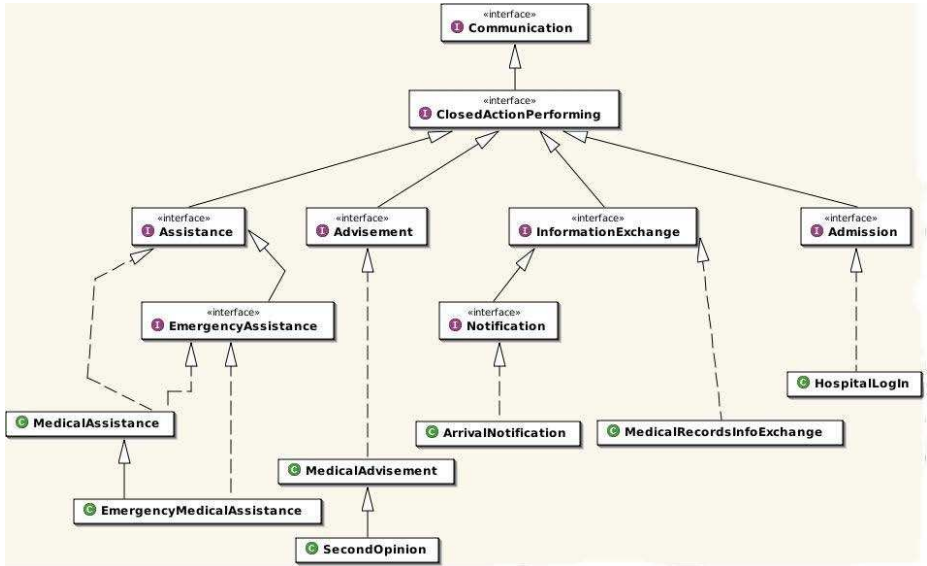 «interface»
Communication
«interface»
ClosedActionPerforming
«interface»
Assistance
«interface»
Advisement
«interface»
InformationExchange
«interface»
Admission
«interface»
EmergencyAssistance
«interface»
Notification
HospitalLogIn
MedicalAssistance
ArrivalNotification
MedicalRecordsInfoExchange
MedicalAdvisement
EmergencyMedicalAssistance
SecondOpinion